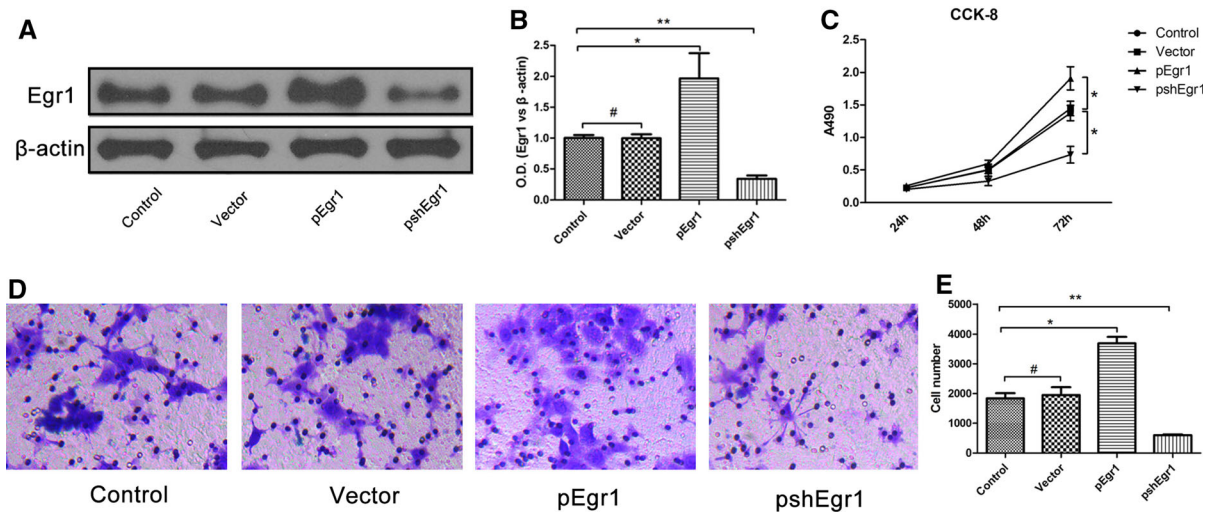 A
Egr1
β-actin
Control
Vector
pEgr1
pshEgr1
B
**
*
#
O.D. (Egr1 vs β -actin)
2.5
2.0
1.5
1.0
0.5
0.0
Control
Vector
pEgr1
pshEgr1
C
CCK-8
A490
2.5
2.0
1.5
1.0
0.5
0.0
24h
48h
72h
*
*
Control
Vector
pEgr1
pshEgr1
D
Control
Vector
pEgr1
pshEgr1
E
**
*
#
Cell number
5000
4000
3000
2000
1000
0
Control
Vector
pEgr1
pshEgr1